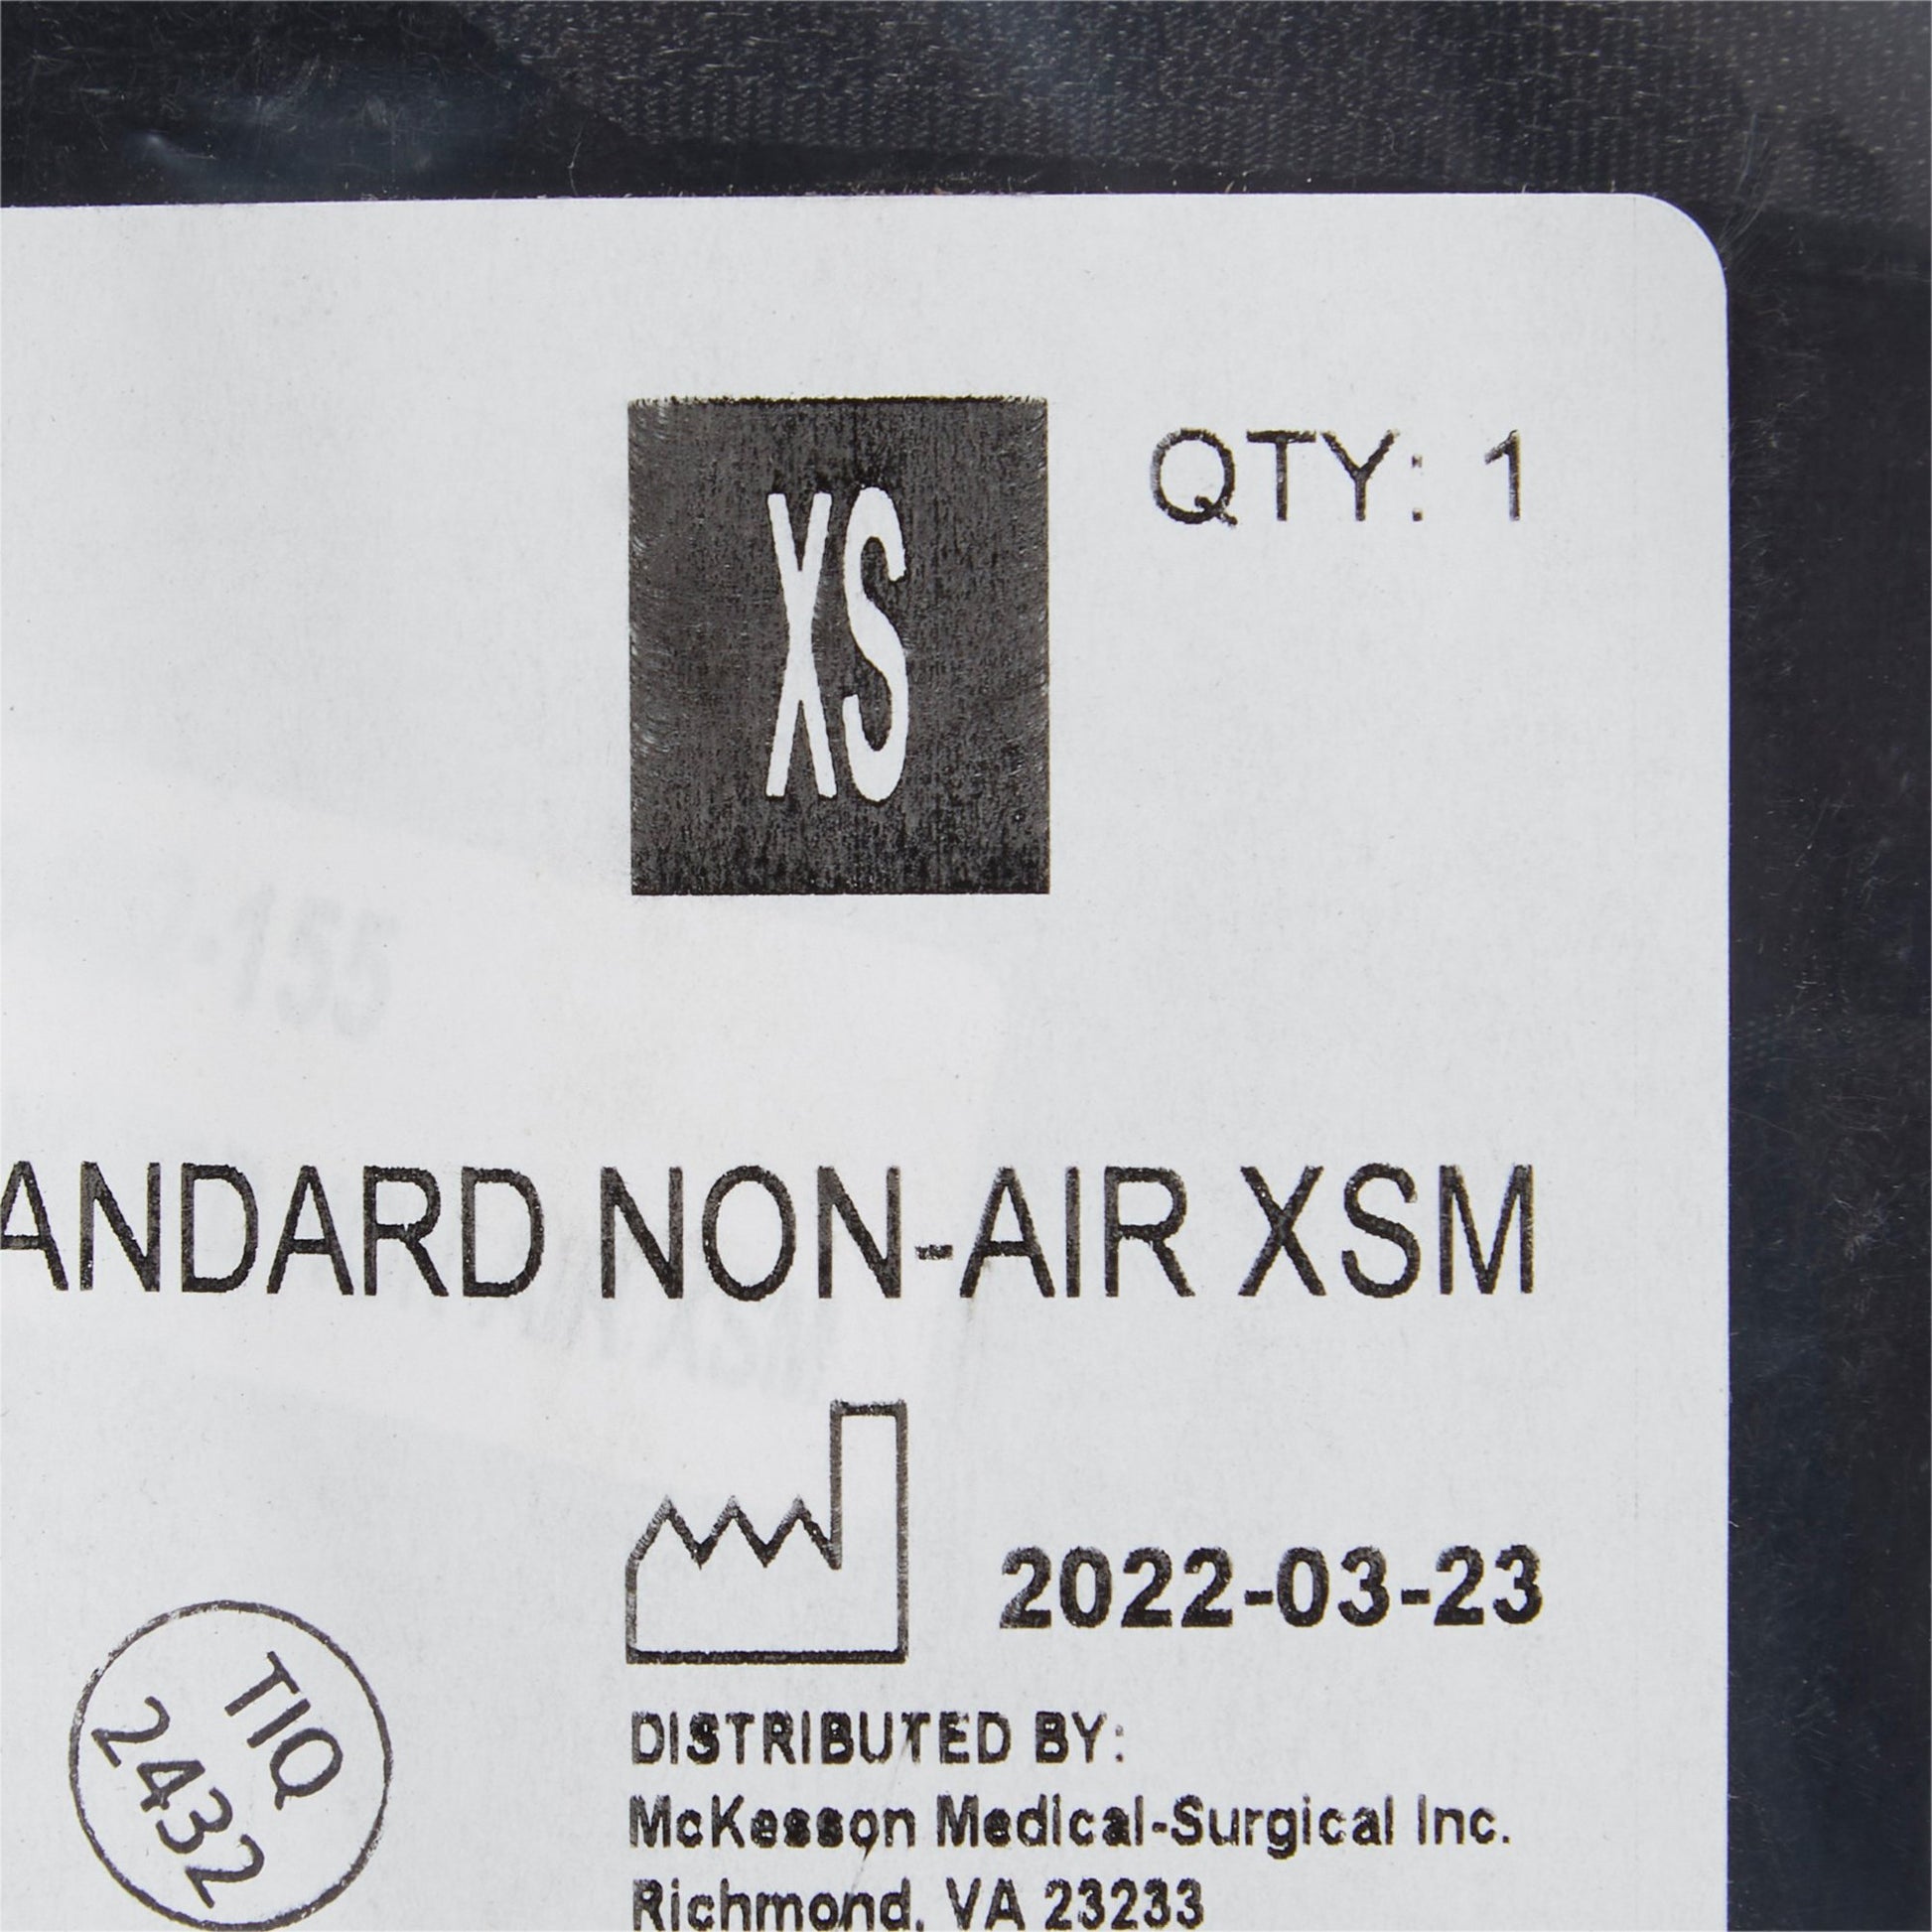 XS
QTY: 1
ANDARD NON-AIR XSM
2022-03-23
TIQ
2432
DISTRIBUTED BY:
McKesson Medical-Surgical Inc.
Richmond, VA 23233